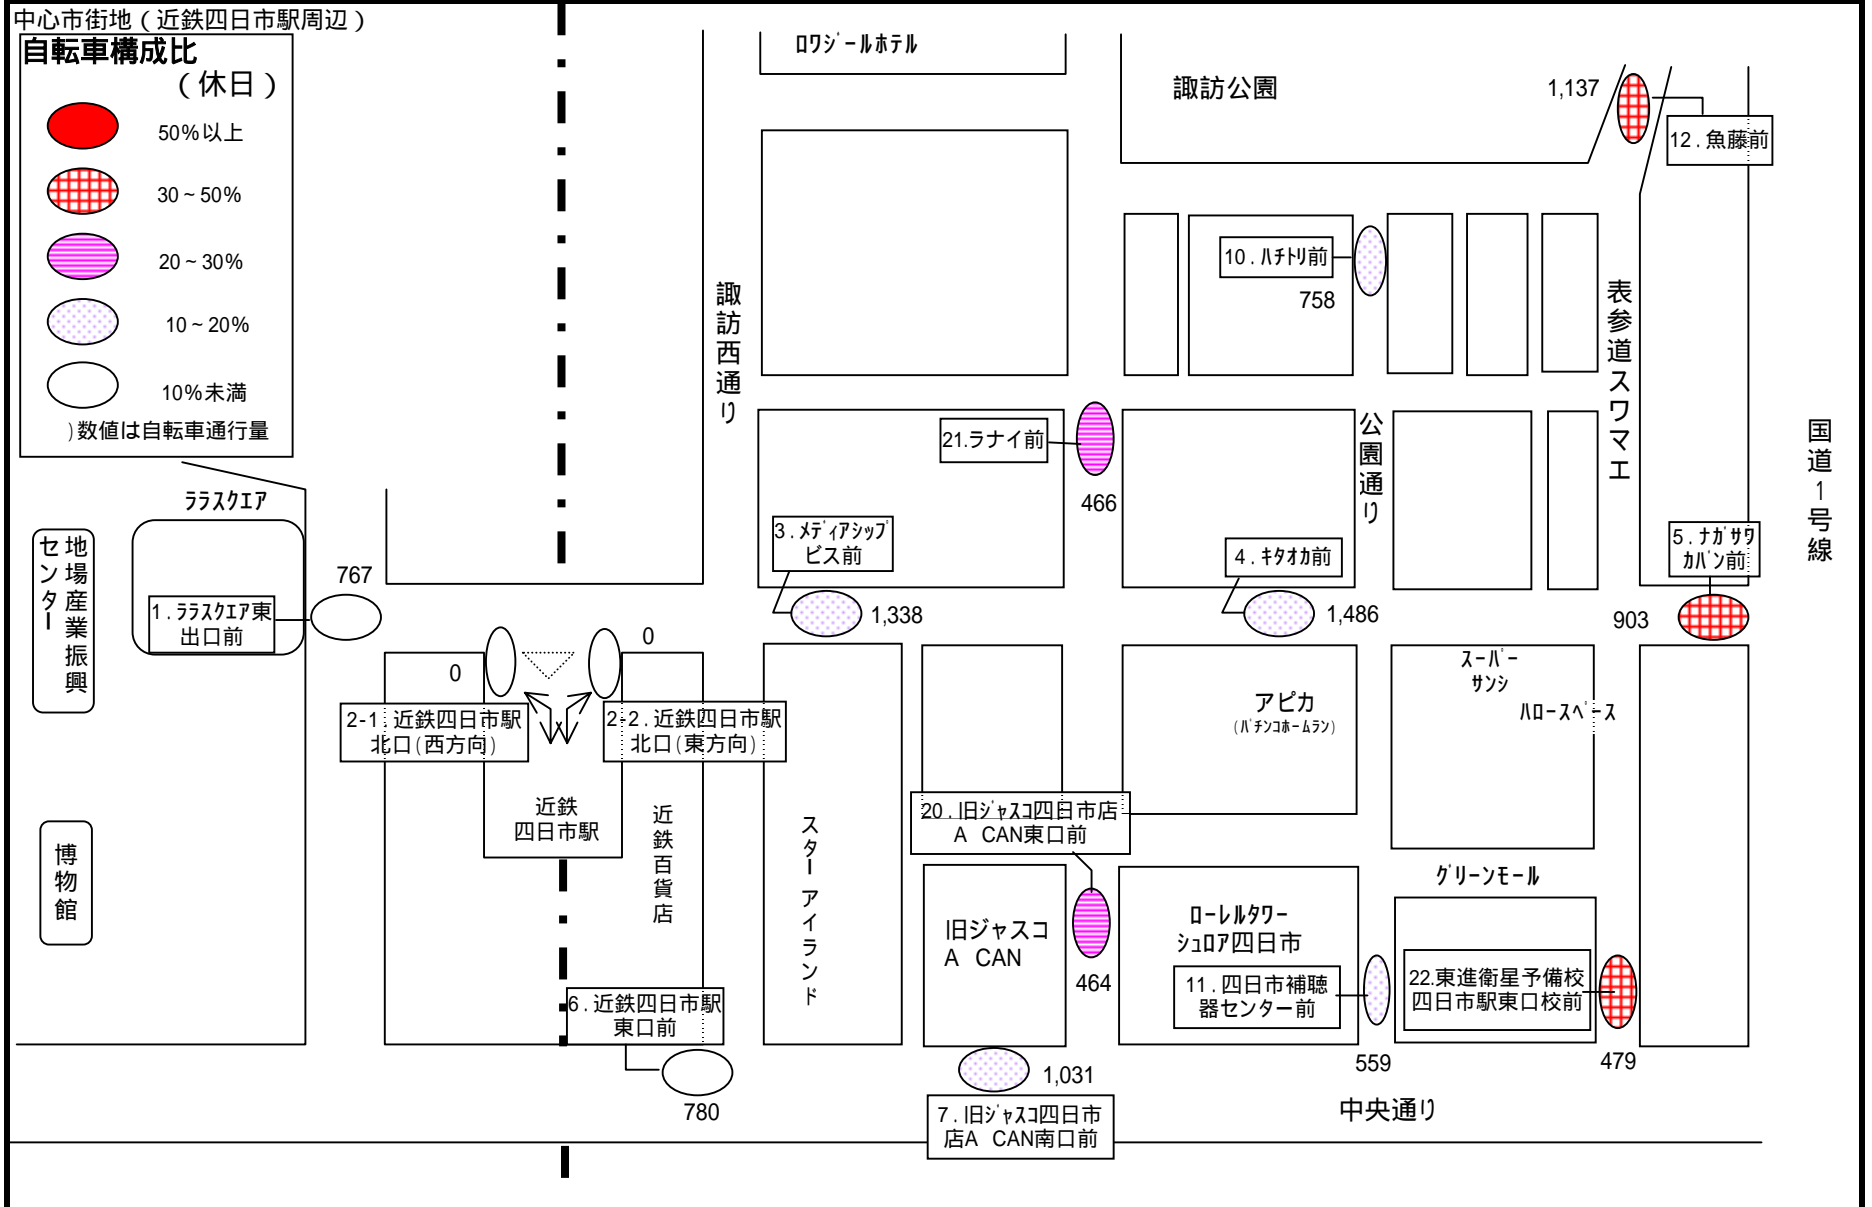 中心市街地（近鉄四日市駅周辺）
自転車構成比
（休日）
50%以上
30～50%
20～30%
10～20%
10%未満
)数値は自転車通行量
ﾛﾜｼﾞｰﾙﾎﾃﾙ
諏訪公園
1,137
12．魚藤前
10．ﾊﾁﾄﾘ前
758
諏訪西通り
表参道スワマエ
国道1号線
21.ラナイ前
466
公園通り
ﾗﾗｽｸｴｱ
地場産業振興
センター
767
1．ﾗﾗｽｸｴｱ東
出口前
3．ﾒﾃﾞｨｱｼｯﾌﾟ
ビス前
1,338
4．ｷﾀｵｶ前
1,486
5．ﾅｶﾞｻﾜ
ｶﾊﾞﾝ前
903
0
0
2-1．近鉄四日市駅
北口(西方向)
2-2．近鉄四日市駅
北口(東方向)
近鉄
四日市駅
近鉄百貨店
スターアイランド
アピカ
(ﾊﾟﾁﾝｺﾎｰﾑﾗﾝ)
ｽｰﾊﾟｰ
ｻﾝｼ
ﾊﾛｰｽﾍﾟｰｽ
20．旧ｼﾞｬｽｺ四日市店
A CAN東口前
博物館
旧ジャスコ
A CAN
464
ﾛｰﾚﾙﾀﾜｰ
ｼｭﾛｱ四日市
ｸﾞﾘｰﾝﾓｰﾙ
11．四日市補聴
器センター前
559
22.東進衛星予備校
四日市駅東口校前
479
6．近鉄四日市駅
東口前
780
1,031
7．旧ｼﾞｬｽｺ四日市
店A CAN南口前
中央通り